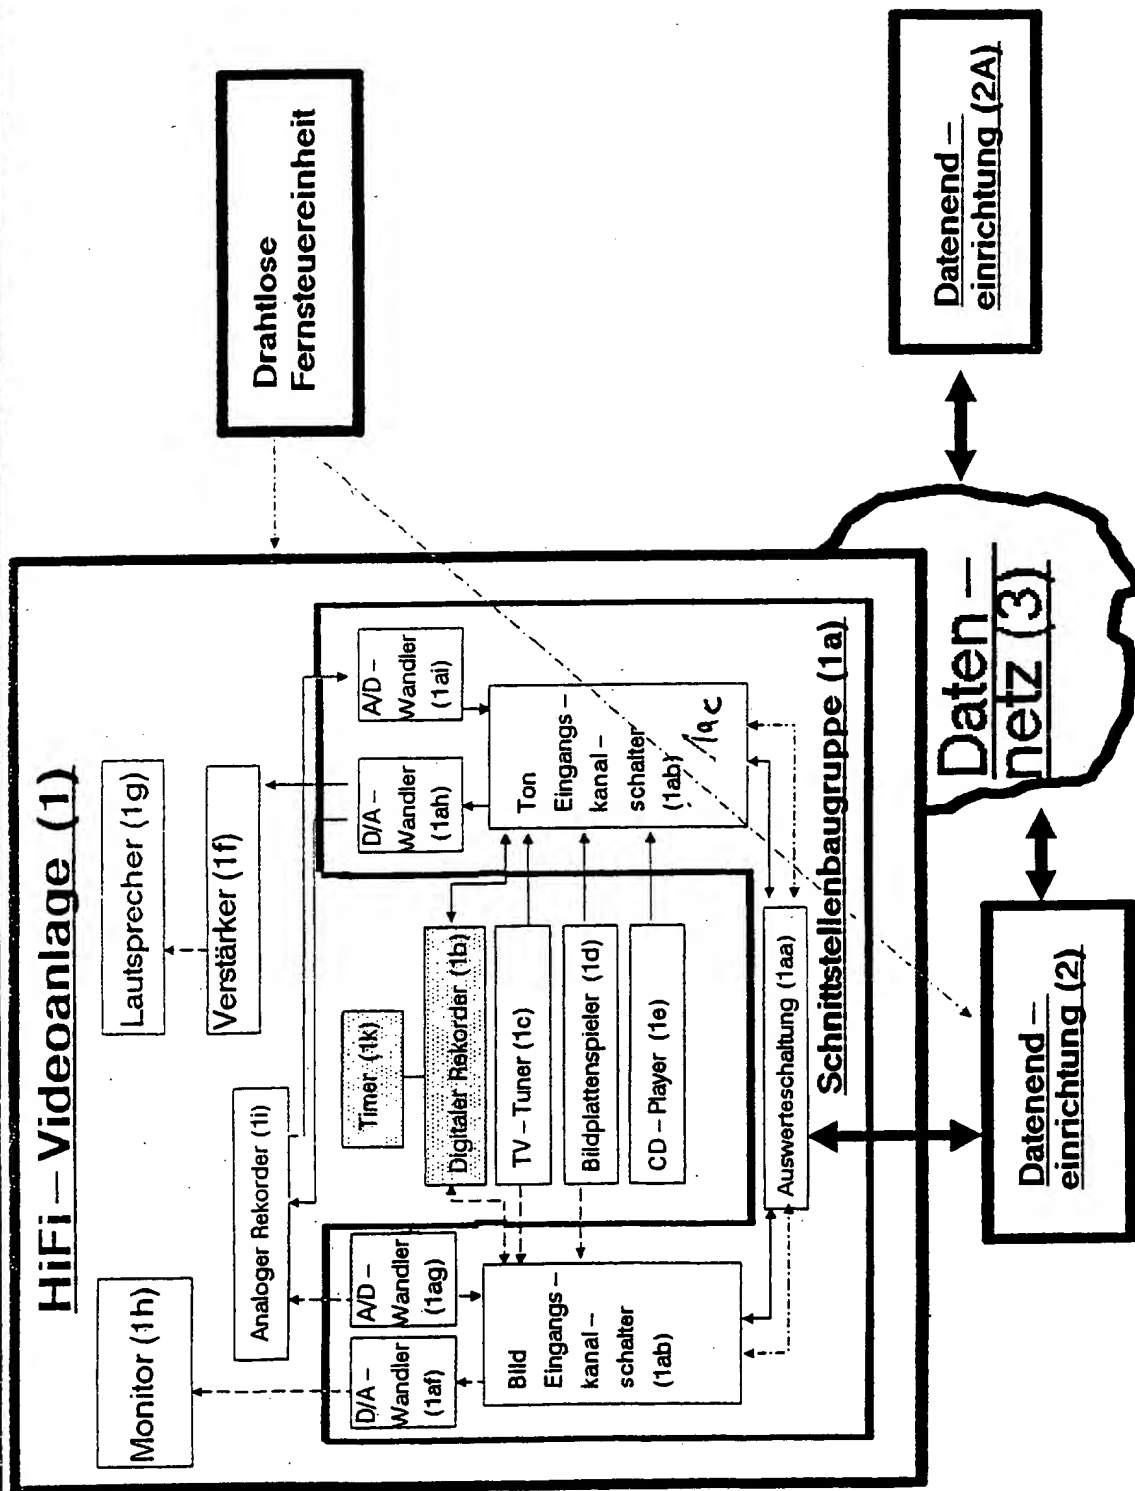 HiFi – Videoanlage (1)
Monitor (1h)
Analoger Rekorder (1i)
Lautsprecher (1g)
Verstärker (1f)
Drahtlose
Fernsteuereinheit
D/A –
Wandler
(1af)
A/D –
Wandler
(1ag)
Timer (1k)
Digitaler Rekorder (1b)
TV – Tuner (1c)
Bildplattenspieler (1d)
CD – Player (1e)
D/A –
Wandler
(1ah)
A/D –
Wandler
(1ai)
Bild
Eingangs –
kanal –
schalter
(1ab)
Ton
Eingangs –
kanal –
schalter
(1ab)
1ac
Auswerteschaltung (1aa)
Schnittstellenbaugruppe (1a)
Datenend –
einrichtung (2)
Daten –
netz (3)
Datenend –
einrichtung (2A)